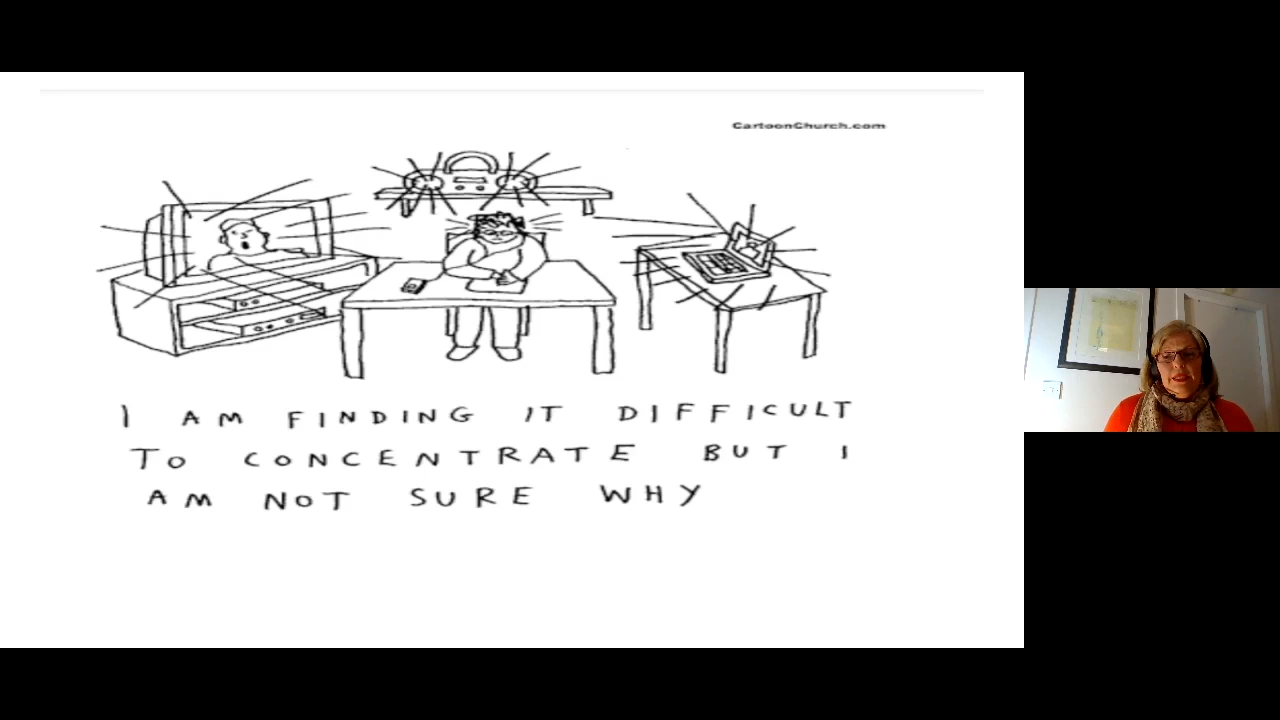 CartoonChurch.com
I AM FINDING IT DIFFICULT
TO CONCENTRATE BUT I
AM NOT SURE WHY